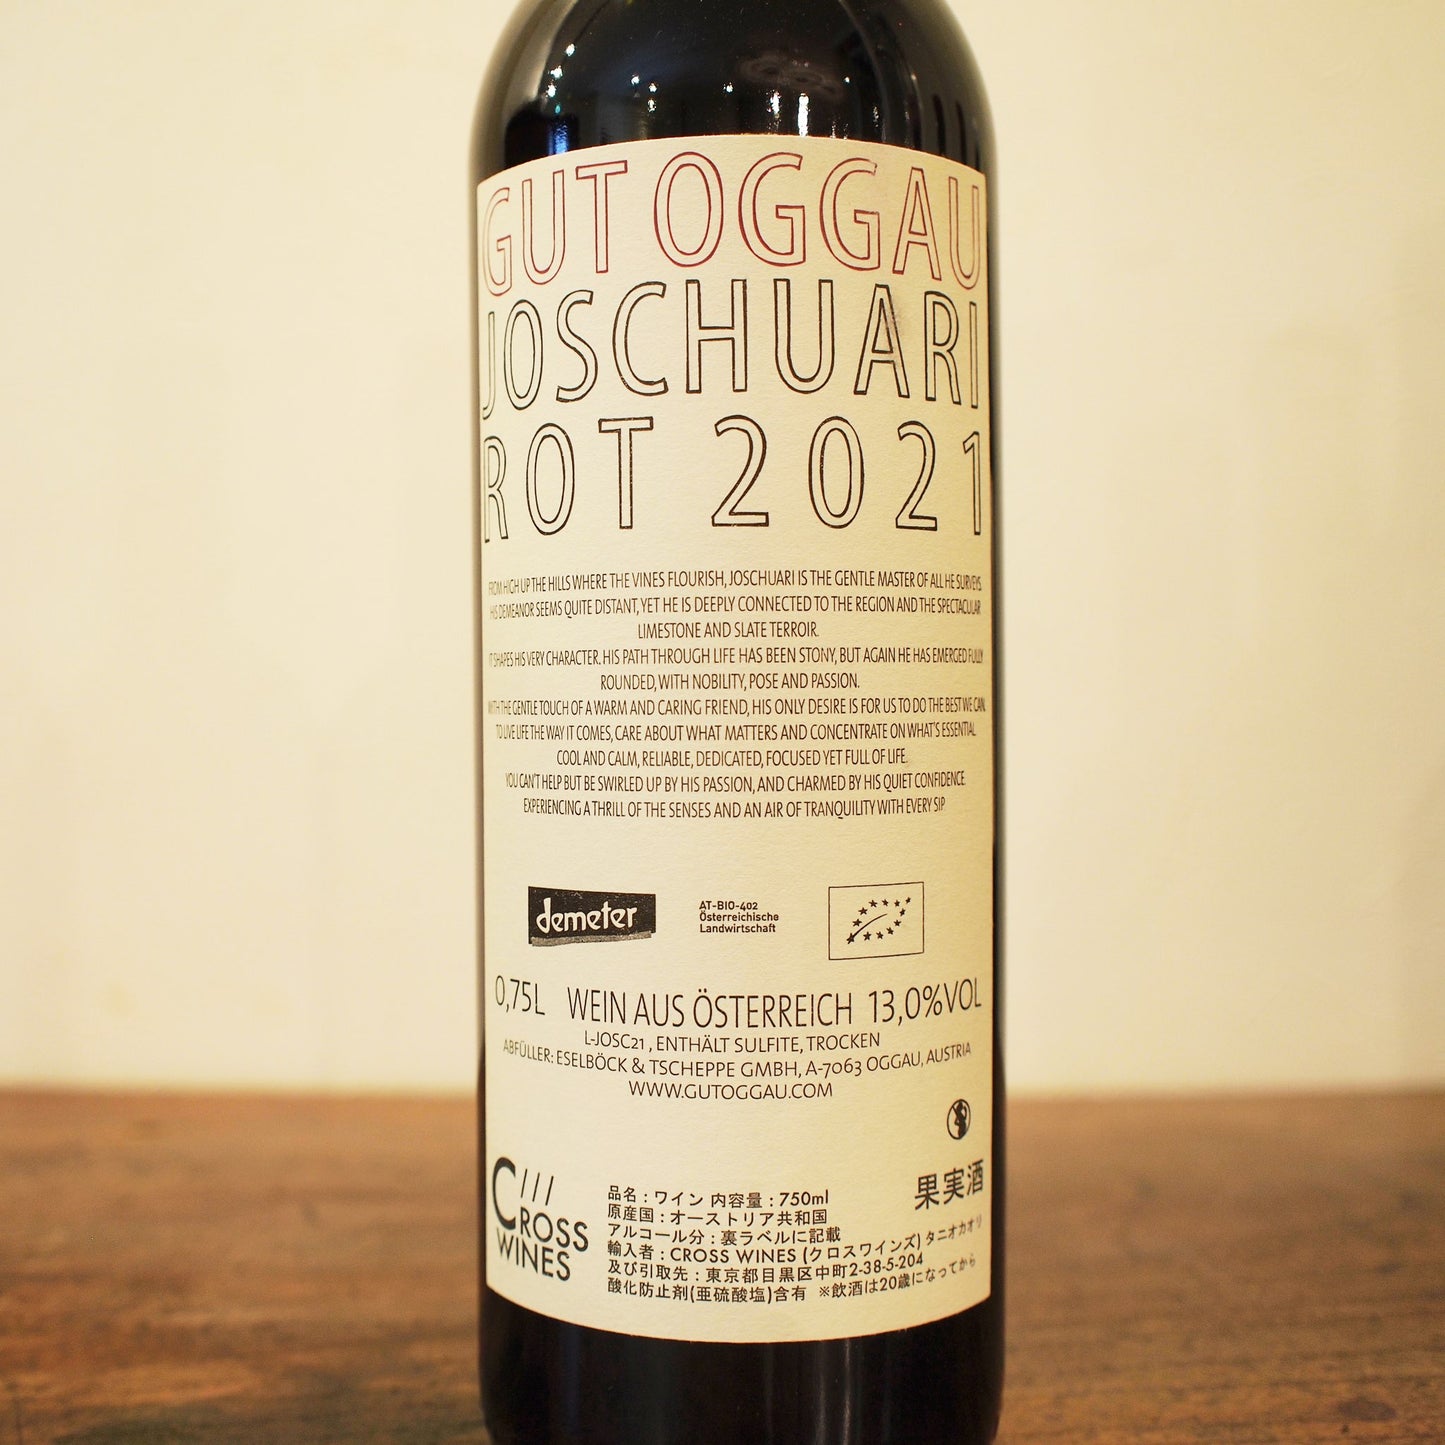 GUT OGGAU
JOSCHUARI
ROT 2021
FROM HIGH UP THE HILLS WHERE THE VINES FLOURISH, JOSCHUARI IS THE GENTLE MASTER OF ALL HE SURVEYS.
HIS DEMEANOR SEEMS QUITE DISTANT, YET HE IS DEEPLY CONNECTED TO THE REGION AND THE SPECTACULAR
LIMESTONE AND SLATE TERROIR.
IT SHAPES HIS VERY CHARACTER. HIS PATH THROUGH LIFE HAS BEEN STONY, BUT AGAIN HE HAS EMERGED FULLY
ROUNDED, WITH NOBILITY, POSE AND PASSION.
WITH THE GENTLE TOUCH OF A WARM AND CARING FRIEND, HIS ONLY DESIRE IS FOR US TO DO THE BEST WE CAN.
TO LIVE LIFE THE WAY IT COMES, CARE ABOUT WHAT MATTERS AND CONCENTRATE ON WHAT'S ESSENTIAL.
COOL AND CALM, RELIABLE, DEDICATED, FOCUSED YET FULL OF LIFE.
YOU CAN'T HELP BUT BE SWIRLED UP BY HIS PASSION, AND CHARMED BY HIS QUIET CONFIDENCE.
EXPERIENCING A THRILL OF THE SENSES AND AN AIR OF TRANQUILITY WITH EVERY SIP.
demeter
AT-BIO-402
Österreichische
Landwirtschaft
0,75L WEIN AUS ÖSTERREICH 13,0%VOL
L-JOSC21 , ENTHÄLT SULFITE, TROCKEN
ABFÜLLER: ESELBÖCK & TSCHEPPE GMBH, A-7063 OGGAU, AUSTRIA
WWW.GUTOGGAU.COM
CROSS
WINES
果実酒
品名 : ワイン 内容量 : 750ml
原産国 : オーストリア共和国
アルコール分 : 裏ラベルに記載
輸入者 : CROSS WINES (クロスワインズ) タニオカオリ
及び引取先 : 東京都目黒区中町2-38-5-204
酸化防止剤(亜硫酸塩)含有 ※飲酒は20歳になってから